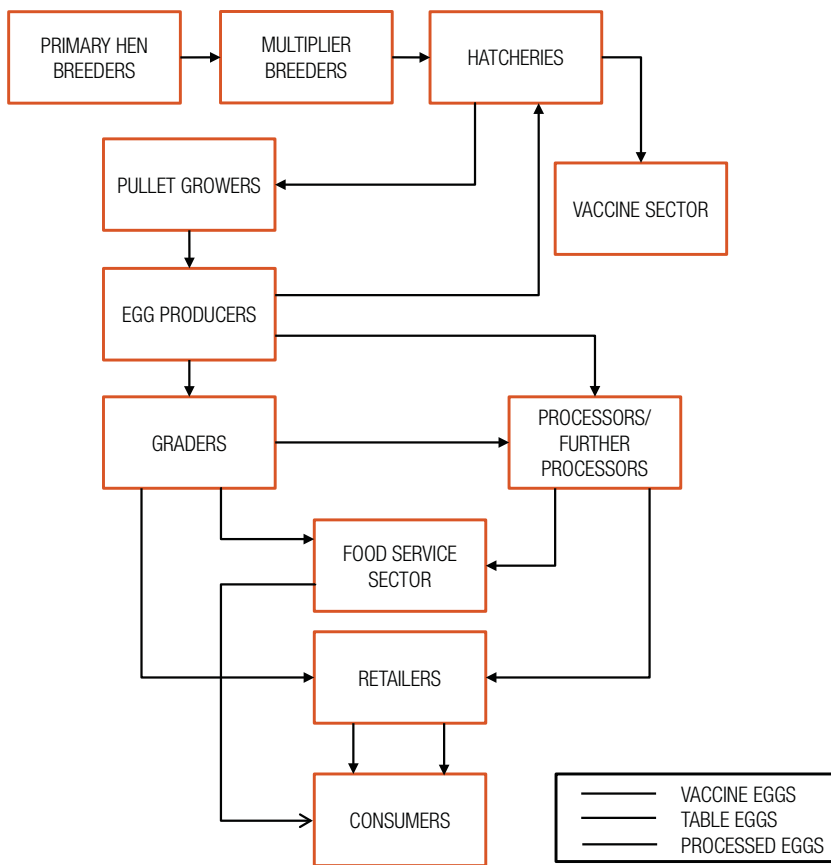 PRIMARY HEN
BREEDERS
MULTIPLIER
BREEDERS
HATCHERIES
PULLET GROWERS
VACCINE SECTOR
EGG PRODUCERS
GRADERS
PROCESSORS/
FURTHER
PROCESSORS
FOOD SERVICE
SECTOR
RETAILERS
CONSUMERS
VACCINE EGGS
TABLE EGGS
PROCESSED EGGS